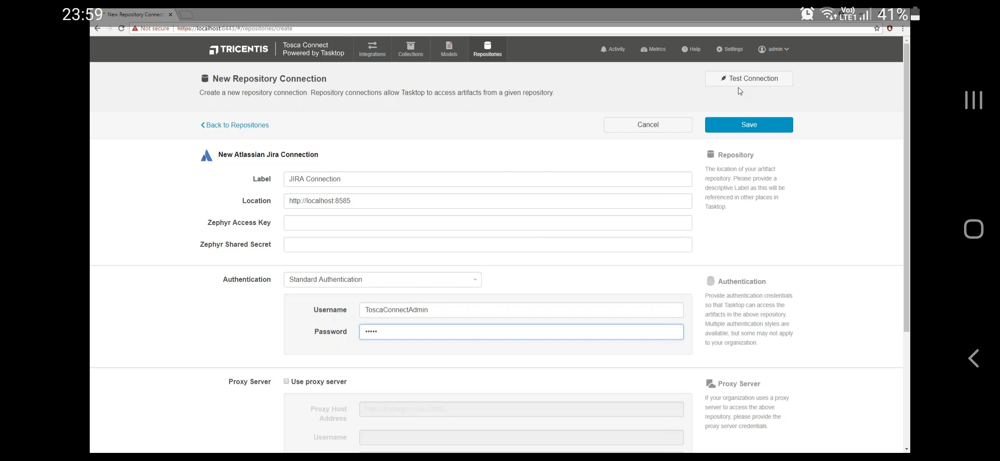 23:59
New Repository Connect
Vo))
LTE1
41%
Not secure
https://localhost:8443/#/repositories/create
TRICENTIS
Tosca Connect
Powered by Tasktop
Integrations
Collections
Models
Repositories
Activity
Metrics
Help
Settings
admin
New Repository Connection
Test Connection
Create a new repository connection. Repository connections allow Tasktop to access artifacts from a given repository.
Back to Repositories
Cancel
Save
New Atlassian Jira Connection
Label
JIRA Connection
Location
http://localhost:8585
Zephyr Access Key
Zephyr Shared Secret
Repository
The location of your artifact
repository. Please provide a
descriptive Label as this will be
referenced in other places in
Tasktop.
Authentication
Standard Authentication
Username
ToscaConnectAdmin
Password
•••••
Authentication
Provide authentication credentials
so that Tasktop can access the
artifacts in the above repository.
Multiple authentication styles are
available, but some may not apply
to your organization.
Proxy Server
Use proxy server
Proxy Host
Address
https://example.com:8080
Username
Proxy Server
If your organization uses a proxy
server to access the above
repository, please provide the
proxy server credentials.